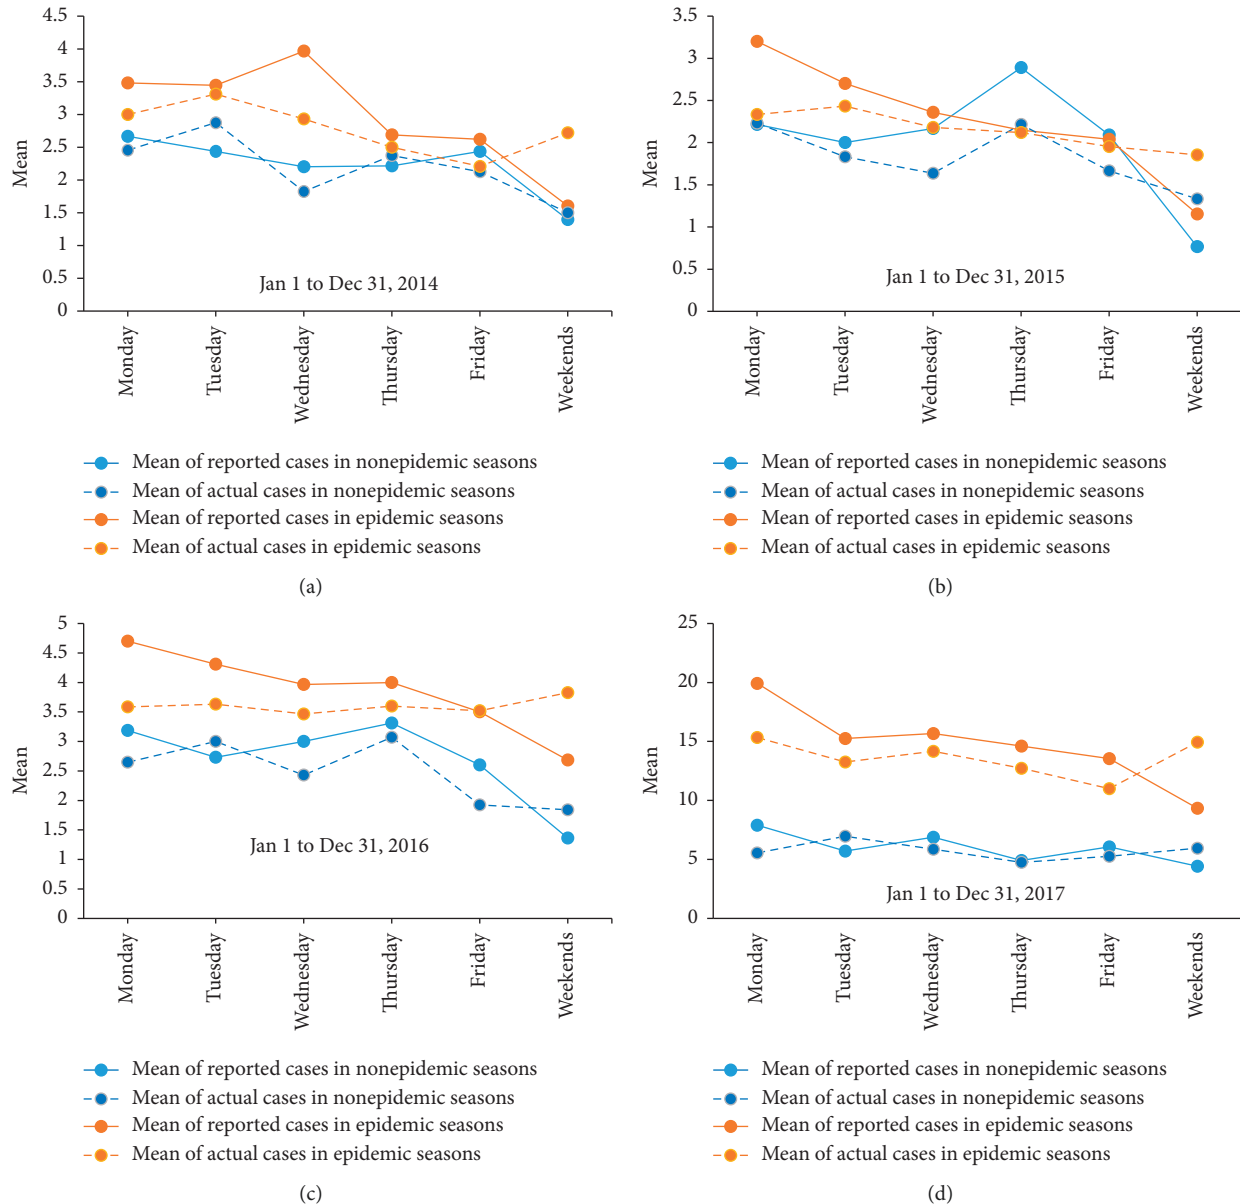 4.5
4
3.5
3
2.5
2
1.5
1
0.5
0
Mean
Jan 1 to Dec 31, 2014
Monday
Tuesday
Wednesday
Thursday
Friday
Weekends
Mean of reported cases in nonepidemic seasons
Mean of actual cases in nonepidemic seasons
Mean of reported cases in epidemic seasons
Mean of actual cases in epidemic seasons
(a)
3.5
3
2.5
2
1.5
1
0.5
0
Mean
Jan 1 to Dec 31, 2015
Monday
Tuesday
Wednesday
Thursday
Friday
Weekends
Mean of reported cases in nonepidemic seasons
Mean of actual cases in nonepidemic seasons
Mean of reported cases in epidemic seasons
Mean of actual cases in epidemic seasons
(b)
5
4.5
4
3.5
3
2.5
2
1.5
1
0.5
0
Mean
Jan 1 to Dec 31, 2016
Monday
Tuesday
Wednesday
Thursday
Friday
Weekends
Mean of reported cases in nonepidemic seasons
Mean of actual cases in nonepidemic seasons
Mean of reported cases in epidemic seasons
Mean of actual cases in epidemic seasons
(c)
25
20
15
10
5
0
Mean
Jan 1 to Dec 31, 2017
Monday
Tuesday
Wednesday
Thursday
Friday
Weekends
Mean of reported cases in nonepidemic seasons
Mean of actual cases in nonepidemic seasons
Mean of reported cases in epidemic seasons
Mean of actual cases in epidemic seasons
(d)